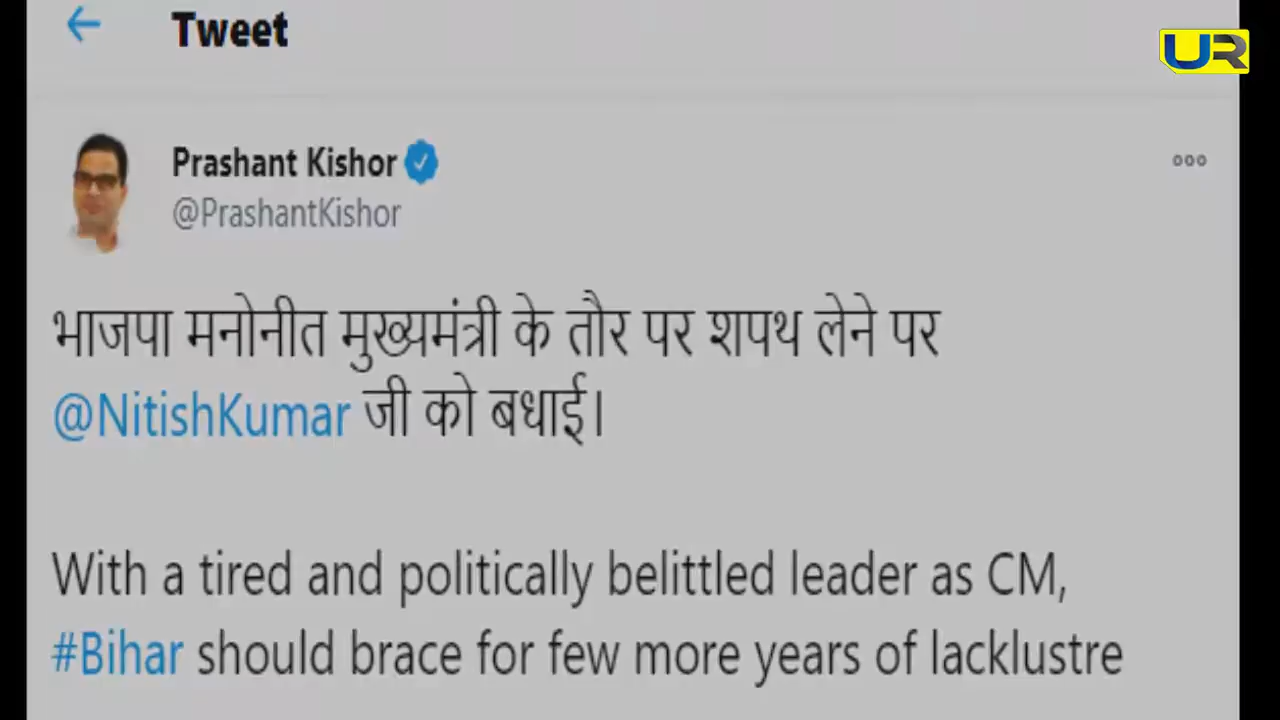 Tweet
UR
Prashant Kishor
@PrashantKishor
भाजपा मनोनीत मुख्यमंत्री के तौर पर शपथ लेने पर
@NitishKumar जी को बधाई।
With a tired and politically belittled leader as CM,
#Bihar should brace for few more years of lacklustre